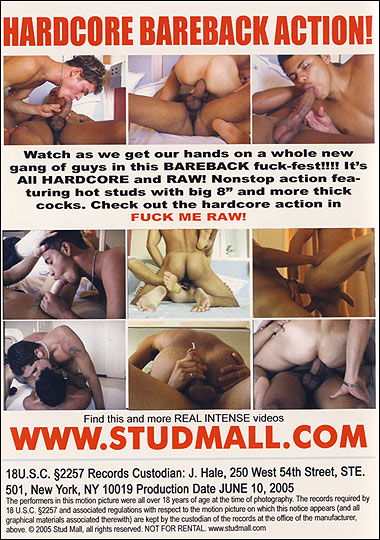 HARDCORE BAREBACK ACTION!
Watch as we get our hands on a whole new
gang of guys in this BAREBACK fuck-fest!!! It's
All HARDCORE and RAW! Nonstop action fea-
turing hot studs with big 8" and more thick
cocks. Check out the hardcore action in
FUCK ME RAW!
Find this and more REAL INTENSE videos
WWW.STUDMALL.COM
18U.S.C. §2257 Records Custodian: J. Hale, 250 West 54th Street, STE.
501, New York, NY 10019 Production Date JUNE 10, 2005
The performers in this motion picture were all over 18 years of age at the time of photography. The records required by
18 U.S.C. §2257 and associated regulations with respect to the motion picture on which this notice appears (and all
graphical materials associated therewith) are kept by the custodian of the records at the office of the manufacturer,
above. © 2005 Stud Mall, all rights reserved. NOT FOR RENTAL. www.studmall.com